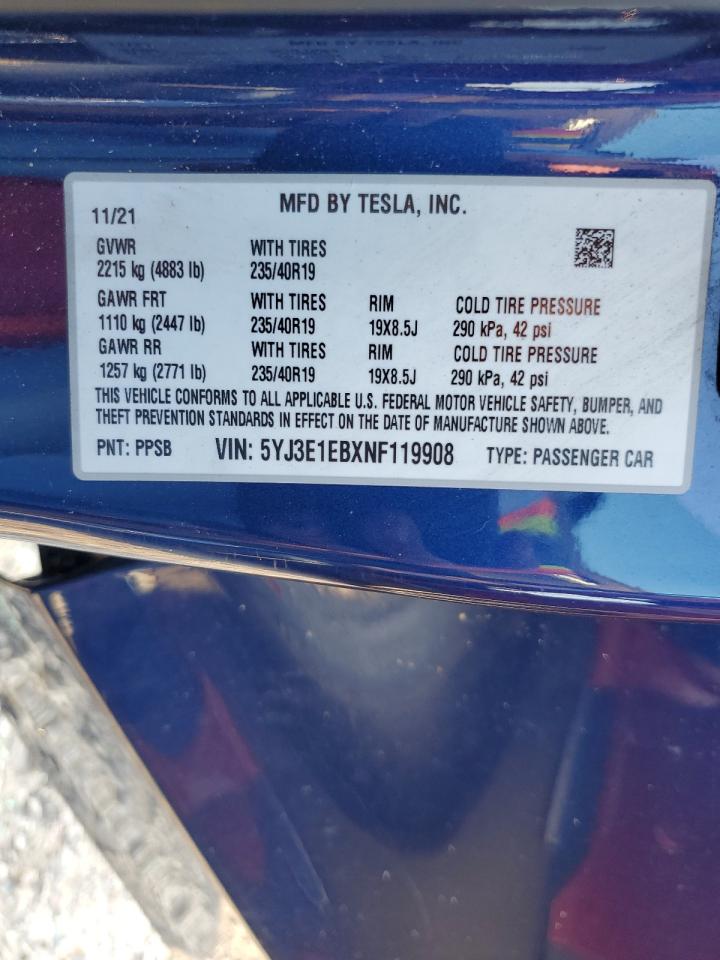 MFD BY TESLA, INC.
11/21
GVWR WITH TIRES
2215 kg (4883 lb) 235/40R19
GAWR FRT WITH TIRES RIM COLD TIRE PRESSURE
1110 kg (2447 lb) 235/40R19 19X8.5J 290 kPa, 42 psi
GAWR RR WITH TIRES RIM COLD TIRE PRESSURE
1257 kg (2771 lb) 235/40R19 19X8.5J 290 kPa, 42 psi
THIS VEHICLE CONFORMS TO ALL APPLICABLE U.S. FEDERAL MOTOR VEHICLE SAFETY, BUMPER, AND
THEFT PREVENTION STANDARDS IN EFFECT ON THE DATE OF MANUFACTURE SHOWN ABOVE.
PNT: PPSB VIN: 5YJ3E1EBXNF119908 TYPE: PASSENGER CAR